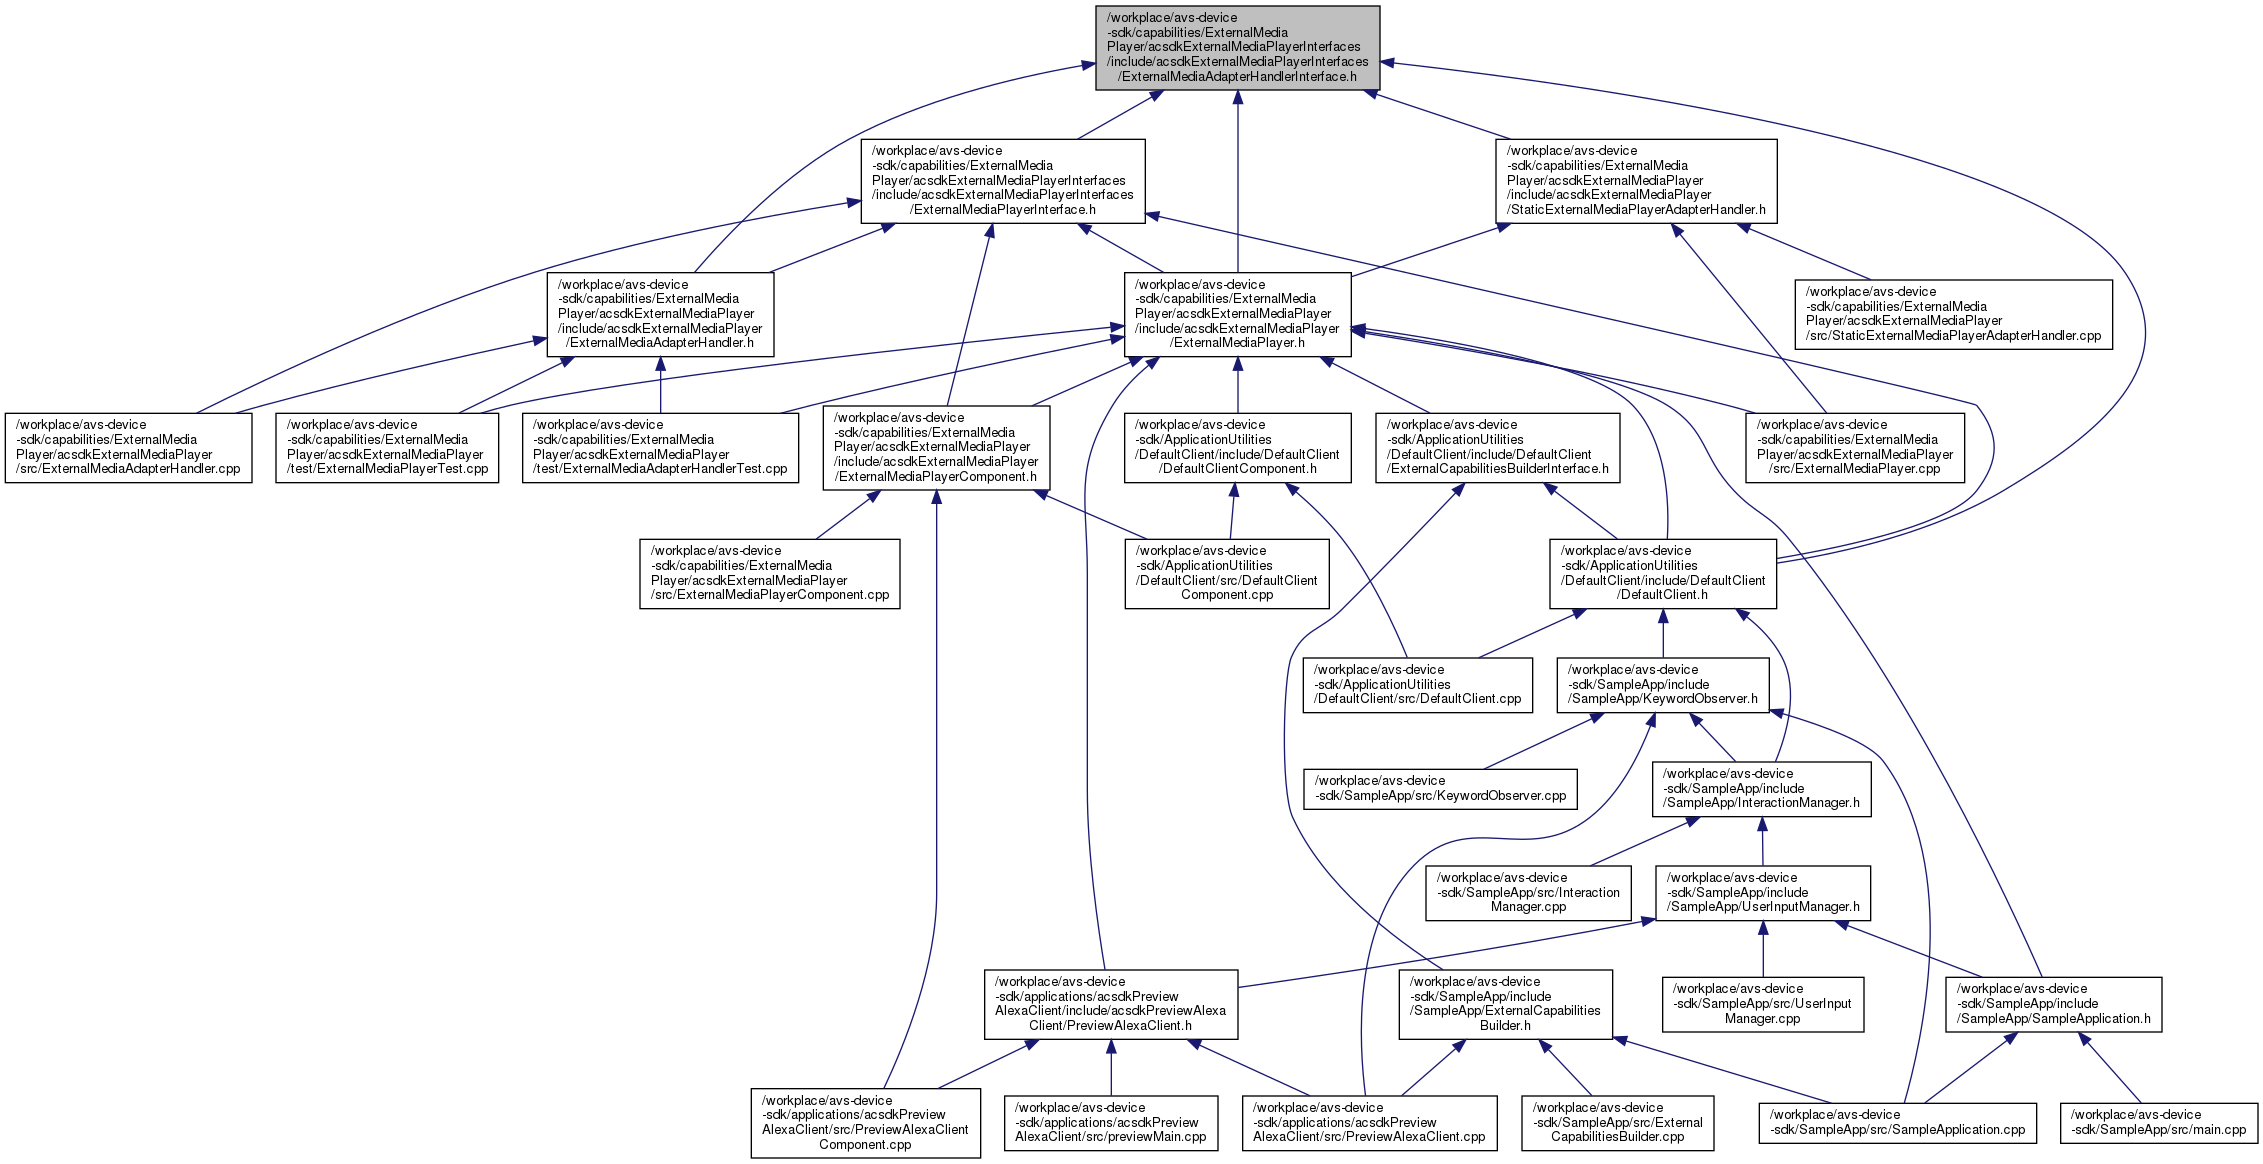 /workplace/avs-device
-sdk/capabilities/ExternalMedia
Player/acsdkExternalMediaPlayerInterfaces
/include/acsdkExternalMediaPlayerInterfaces
/ExternalMediaAdapterHandlerInterface.h
/workplace/avs-device
-sdk/capabilities/ExternalMedia
Player/acsdkExternalMediaPlayerInterfaces
/include/acsdkExternalMediaPlayerInterfaces
/ExternalMediaPlayerInterface.h
/workplace/avs-device
-sdk/capabilities/ExternalMedia
Player/acsdkExternalMediaPlayer
/include/acsdkExternalMediaPlayer
/StaticExternalMediaPlayerAdapterHandler.h
/workplace/avs-device
-sdk/capabilities/ExternalMedia
Player/acsdkExternalMediaPlayer
/include/acsdkExternalMediaPlayer
/ExternalMediaAdapterHandler.h
/workplace/avs-device
-sdk/capabilities/ExternalMedia
Player/acsdkExternalMediaPlayer
/include/acsdkExternalMediaPlayer
/ExternalMediaPlayer.h
/workplace/avs-device
-sdk/capabilities/ExternalMedia
Player/acsdkExternalMediaPlayer
/src/StaticExternalMediaPlayerAdapterHandler.cpp
/workplace/avs-device
-sdk/capabilities/ExternalMedia
Player/acsdkExternalMediaPlayer
/src/ExternalMediaAdapterHandler.cpp
/workplace/avs-device
-sdk/capabilities/ExternalMedia
Player/acsdkExternalMediaPlayer
/test/ExternalMediaPlayerTest.cpp
/workplace/avs-device
-sdk/capabilities/ExternalMedia
Player/acsdkExternalMediaPlayer
/test/ExternalMediaAdapterHandlerTest.cpp
/workplace/avs-device
-sdk/capabilities/ExternalMedia
Player/acsdkExternalMediaPlayer
/include/acsdkExternalMediaPlayer
/ExternalMediaPlayerComponent.h
/workplace/avs-device
-sdk/ApplicationUtilities
/DefaultClient/include/DefaultClient
/DefaultClientComponent.h
/workplace/avs-device
-sdk/ApplicationUtilities
/DefaultClient/include/DefaultClient
/ExternalCapabilitiesBuilderInterface.h
/workplace/avs-device
-sdk/capabilities/ExternalMedia
Player/acsdkExternalMediaPlayer
/src/ExternalMediaPlayer.cpp
/workplace/avs-device
-sdk/capabilities/ExternalMedia
Player/acsdkExternalMediaPlayer
/src/ExternalMediaPlayerComponent.cpp
/workplace/avs-device
-sdk/ApplicationUtilities
/DefaultClient/src/DefaultClient
Component.cpp
/workplace/avs-device
-sdk/ApplicationUtilities
/DefaultClient/include/DefaultClient
/DefaultClient.h
/workplace/avs-device
-sdk/ApplicationUtilities
/DefaultClient/src/DefaultClient.cpp
/workplace/avs-device
-sdk/SampleApp/include
/SampleApp/KeywordObserver.h
/workplace/avs-device
-sdk/SampleApp/src/KeywordObserver.cpp
/workplace/avs-device
-sdk/SampleApp/include
/SampleApp/InteractionManager.h
/workplace/avs-device
-sdk/SampleApp/src/Interaction
Manager.cpp
/workplace/avs-device
-sdk/SampleApp/include
/SampleApp/UserInputManager.h
/workplace/avs-device
-sdk/applications/acsdkPreview
AlexaClient/include/acsdkPreviewAlexa
Client/PreviewAlexaClient.h
/workplace/avs-device
-sdk/SampleApp/include
/SampleApp/ExternalCapabilities
Builder.h
/workplace/avs-device
-sdk/SampleApp/src/UserInput
Manager.cpp
/workplace/avs-device
-sdk/SampleApp/include
/SampleApp/SampleApplication.h
/workplace/avs-device
-sdk/applications/acsdkPreview
AlexaClient/src/PreviewAlexaClient
Component.cpp
/workplace/avs-device
-sdk/applications/acsdkPreview
AlexaClient/src/previewMain.cpp
/workplace/avs-device
-sdk/applications/acsdkPreview
AlexaClient/src/PreviewAlexaClient.cpp
/workplace/avs-device
-sdk/SampleApp/src/External
CapabilitiesBuilder.cpp
/workplace/avs-device
-sdk/SampleApp/src/SampleApplication.cpp
/workplace/avs-device
-sdk/SampleApp/src/main.cpp